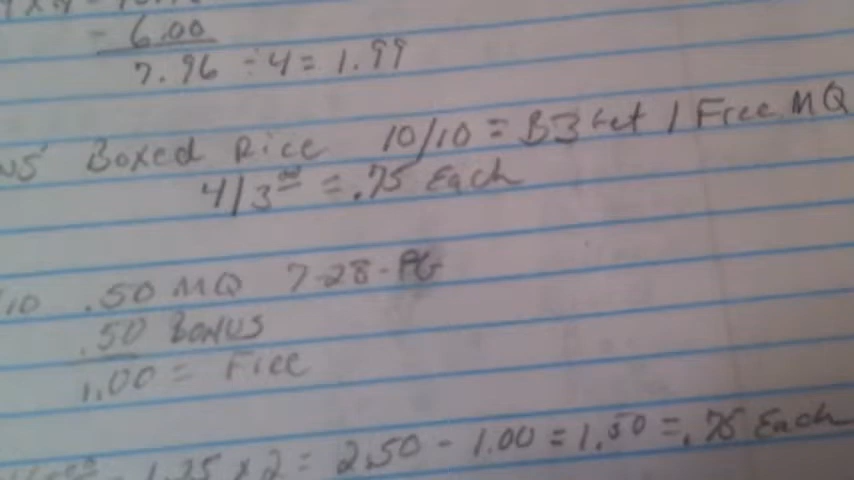 - 6.00
7.96 ÷ 4 = 1.99
Boxed Rice 10/10 = B3 Get 1 Free MQ
4/3.00 = .75 Each
10 .50 MQ 7-28-PG
.50 BONUS
1.00 = Free
1.25 x 2 = 2.50 - 1.00 = 1.50 = .75 Each